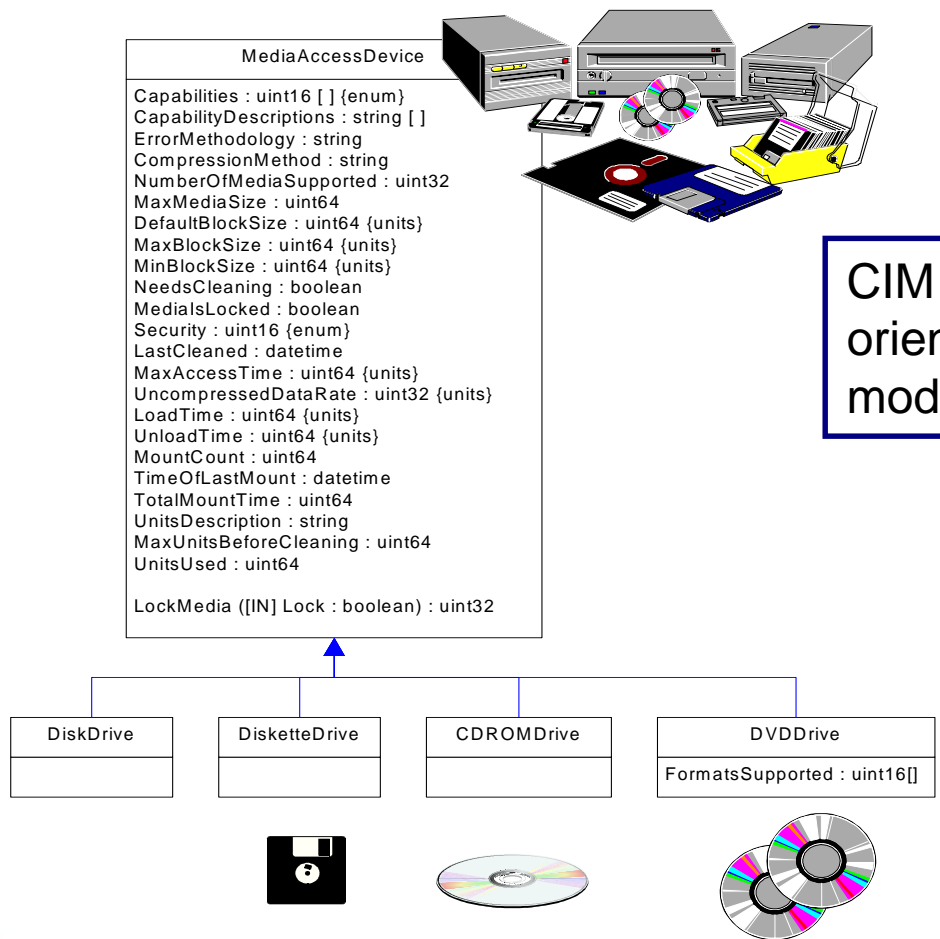 MediaAccessDevice
Capabilities : uint16 [ ] {enum}
CapabilityDescriptions : string [ ]
ErrorMethodology : string
CompressionMethod : string
NumberOfMediaSupported : uint32
MaxMediaSize : uint64
DefaultBlockSize : uint64 {units}
MaxBlockSize : uint64 {units}
MinBlockSize : uint64 {units}
NeedsCleaning : boolean
MediaIsLocked : boolean
Security : uint16 {enum}
LastCleaned : datetime
MaxAccessTime : uint64 {units}
UncompressedDataRate : uint32 {units}
LoadTime : uint64 {units}
UnloadTime : uint64 {units}
MountCount : uint64
TimeOfLastMount : datetime
TotalMountTime : uint64
UnitsDescription : string
MaxUnitsBeforeCleaning : uint64
UnitsUsed : uint64
LockMedia ([IN] Lock : boolean) : uint32
CIM
orien
mod
DiskDrive
DisketteDrive
CDROMDrive
DVDDrive
FormatsSupported : uint16[]